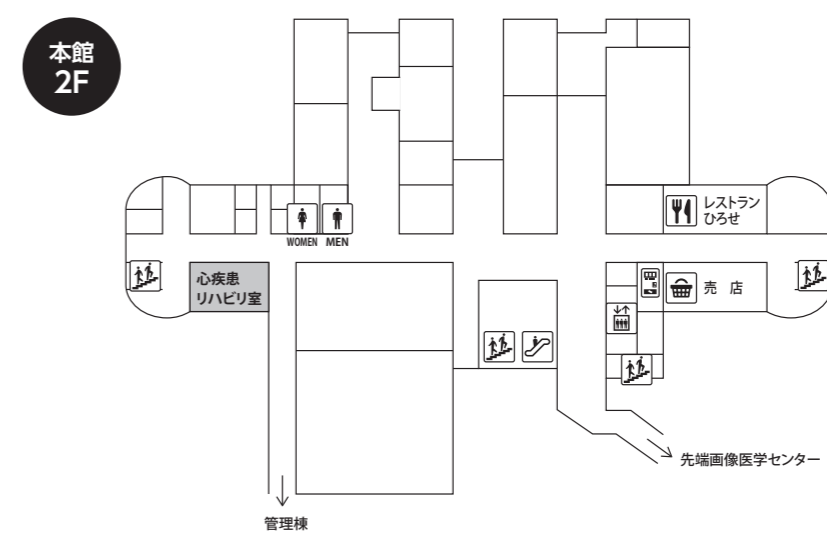 本館
2F
レストラン
ひろせ
WOMEN MEN
心疾患
リハビリ室
売 店
先端画像医学センター
管理棟